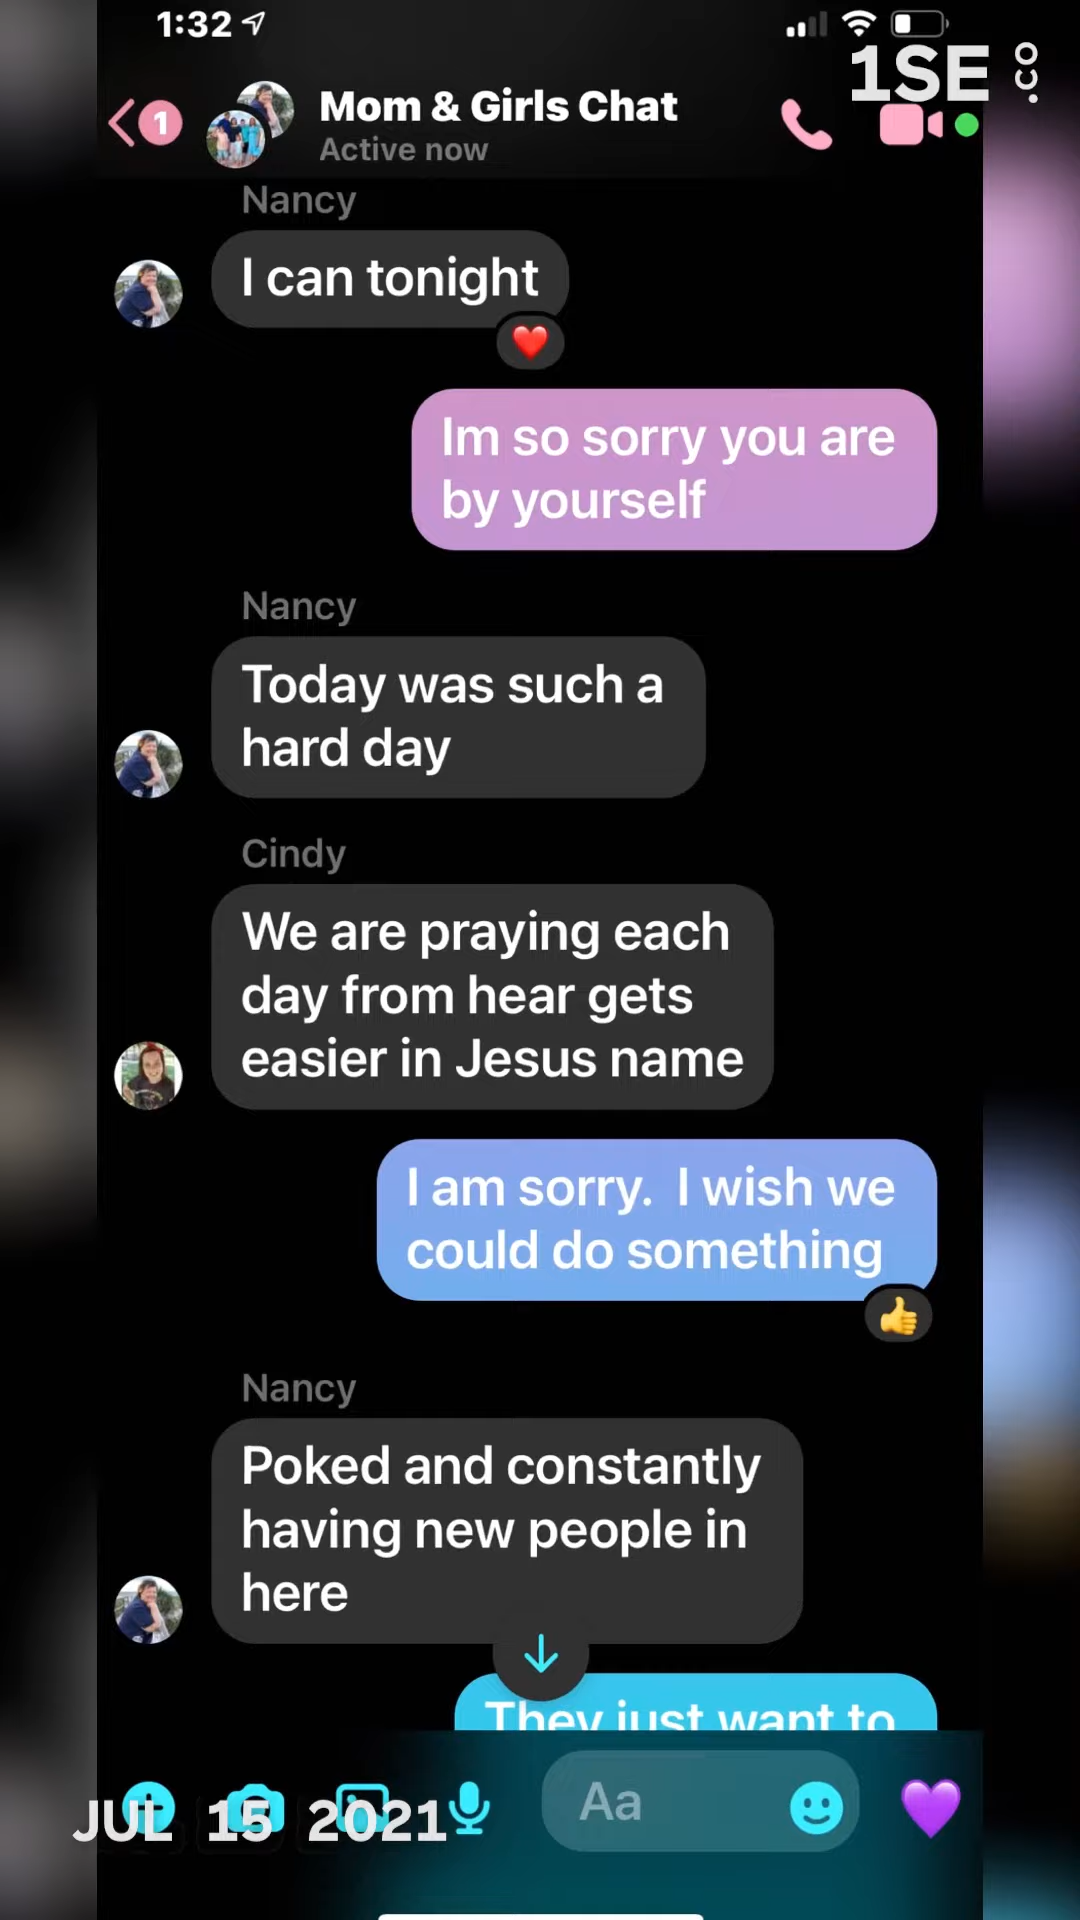 1:32
1SE.co
1
Mom & Girls Chat
Active now
Nancy
I can tonight
Im so sorry you are
by yourself
Nancy
Today was such a
hard day
Cindy
We are praying each
day from hear gets
easier in Jesus name
I am sorry.  I wish we
could do something
Nancy
Poked and constantly
having new people in
here
They just want to
Aa
JUL 15 2021